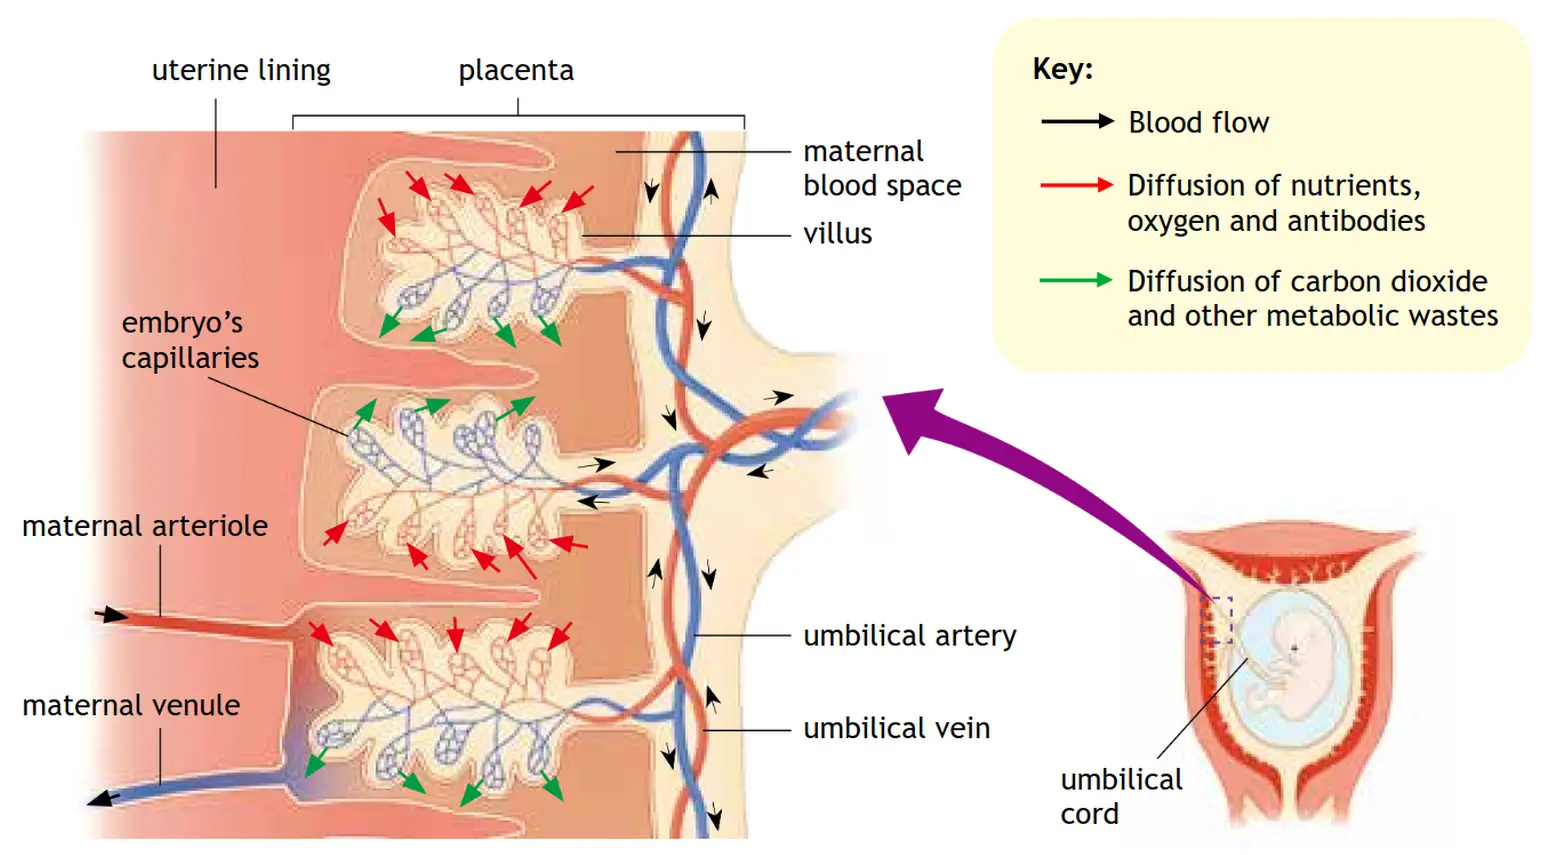 uterine lining
placenta
Key:
Blood flow
Diffusion of nutrients,
oxygen and antibodies
Diffusion of carbon dioxide
and other metabolic wastes
maternal
blood space
villus
embryo’s
capillaries
maternal arteriole
maternal venule
umbilical artery
umbilical vein
umbilical
cord